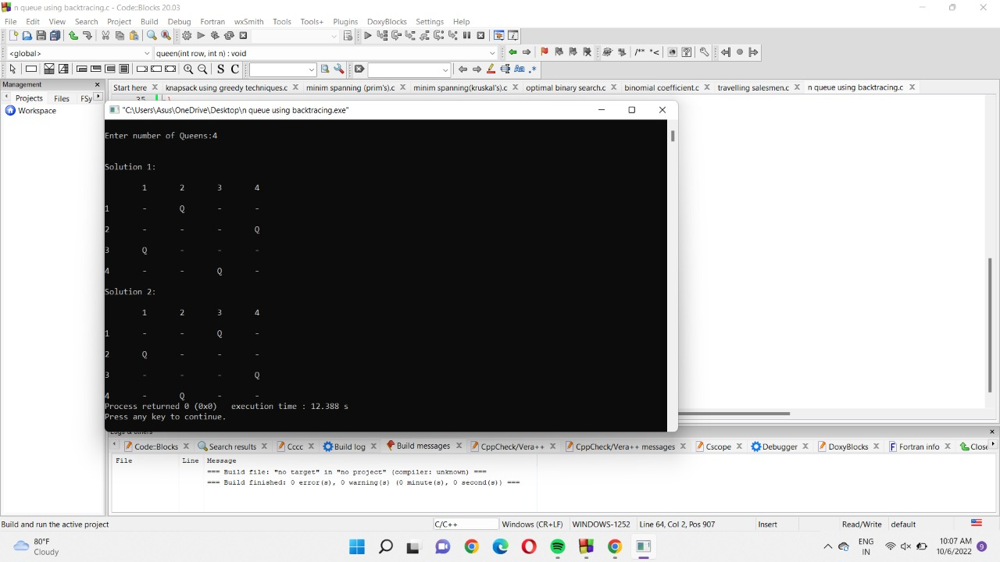 n queue using backtracing.c - Code::Blocks 20.03
File Edit View Search Project Build Debug Fortran wxSmith Tools Tools+ Plugins DoxyBlocks Settings Help
<global> queen(int row, int n) : void
/** *<
S C Aa .*
Management
Start here knapsack using greedy techniques.c minim spanning (prim's).c minim spanning(kruskal's).c optimal binary search.c binomial coefficient.c travelling salesmen.c n queue using backtracing.c
Projects Files FSy
35
Workspace
"C:\Users\Asus\OneDrive\Desktop\n queue using backtracing.exe"
Enter number of Queens:4
Solution 1:
1 2 3 4
1 - Q - -
2 - - - Q
3 Q - - -
4 - - Q -
Solution 2:
1 2 3 4
1 - - Q -
2 Q - - -
3 - - - Q
4 - Q - -
Process returned 0 (0x0) execution time : 12.388 s
Press any key to continue.
Logs & others
Code::Blocks Search results Cccc Build log Build messages CppCheck/Vera++ CppCheck/Vera++ messages Cscope Debugger DoxyBlocks Fortran info Close
File Line Message
=== Build file: "no target" in "no project" (compiler: unknown) ===
=== Build finished: 0 error(s), 0 warning(s) (0 minute(s), 0 second(s)) ===
Build and run the active project C/C++ Windows (CR+LF) WINDOWS-1252 Line 64, Col 2, Pos 907 Insert Read/Write default
80°F
Cloudy
ENG
IN
10:07 AM
10/6/2022
9